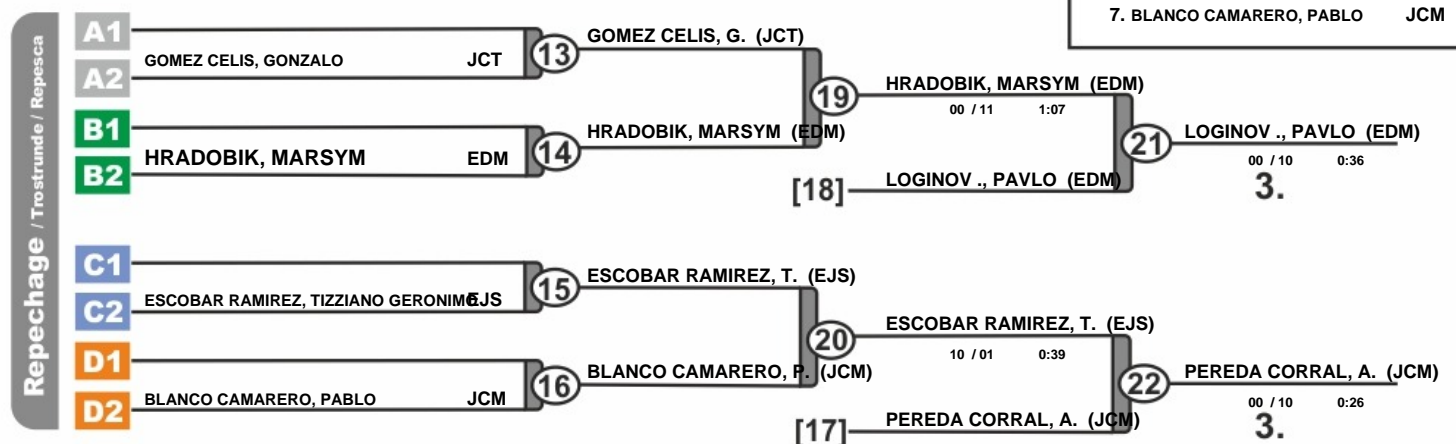 7. BLANCO CAMARERO, PABLO JCM
Repechage / Trostrunde / Repesca
A1
GOMEZ CELIS, GONZALO JCT
A2
13
GOMEZ CELIS, G. (JCT)
19
HRADOBIK, MARSYM (EDM)
00 / 11 1:07
B1
HRADOBIK, MARSYM EDM
B2
14
HRADOBIK, MARSYM (EDM)
21
LOGINOV ., PAVLO (EDM)
00 / 10 0:36
3.
[18]
LOGINOV ., PAVLO (EDM)
C1
ESCOBAR RAMIREZ, TIZZIANO GERONIMO EJS
C2
15
ESCOBAR RAMIREZ, T. (EJS)
20
ESCOBAR RAMIREZ, T. (EJS)
10 / 01 0:39
D1
BLANCO CAMARERO, PABLO JCM
D2
16
BLANCO CAMARERO, P. (JCM)
22
PEREDA CORRAL, A. (JCM)
00 / 10 0:26
3.
[17]
PEREDA CORRAL, A. (JCM)